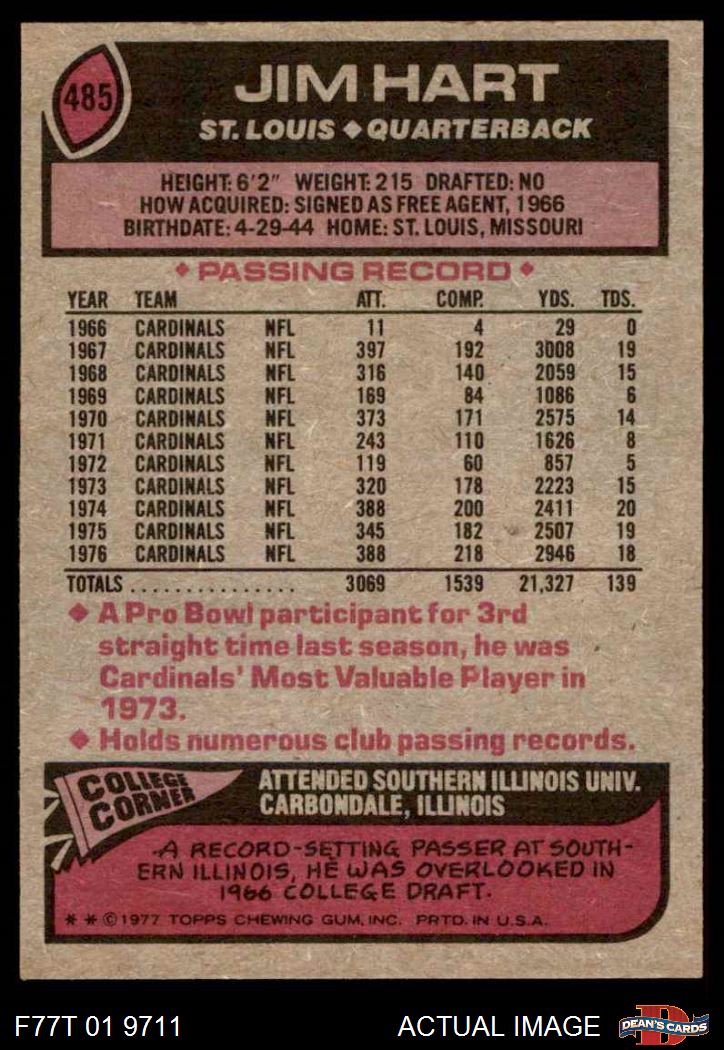 485
JIM HART
ST. LOUIS ◆ QUARTERBACK
HEIGHT: 6'2" WEIGHT: 215 DRAFTED: NO
HOW ACQUIRED: SIGNED AS FREE AGENT, 1966
BIRTHDATE: 4-29-44 HOME: ST. LOUIS, MISSOURI
◆ PASSING RECORD ◆
YEAR TEAM ATT. COMP. YDS. TDS.
1966 CARDINALS NFL 11 4 29 0
1967 CARDINALS NFL 397 192 3008 19
1968 CARDINALS NFL 316 140 2059 15
1969 CARDINALS NFL 169 84 1086 6
1970 CARDINALS NFL 373 171 2575 14
1971 CARDINALS NFL 243 110 1626 8
1972 CARDINALS NFL 119 60 857 5
1973 CARDINALS NFL 320 178 2223 15
1974 CARDINALS NFL 388 200 2411 20
1975 CARDINALS NFL 345 182 2507 19
1976 CARDINALS NFL 388 218 2946 18
TOTALS ............... 3069 1539 21,327 139
◆ A Pro Bowl participant for 3rd
straight time last season, he was
Cardinals' Most Valuable Player in
1973.
◆ Holds numerous club passing records.
COLLEGE
CORNER
ATTENDED SOUTHERN ILLINOIS UNIV.
CARBONDALE, ILLINOIS
A RECORD-SETTING PASSER AT SOUTH-
ERN ILLINOIS, HE WAS OVERLOOKED IN
1966 COLLEGE DRAFT.
* * © 1977 TOPPS CHEWING GUM, INC. PRTD. IN U.S.A.
F77T 01 9711 ACTUAL IMAGE
D
DEAN'S CARDS